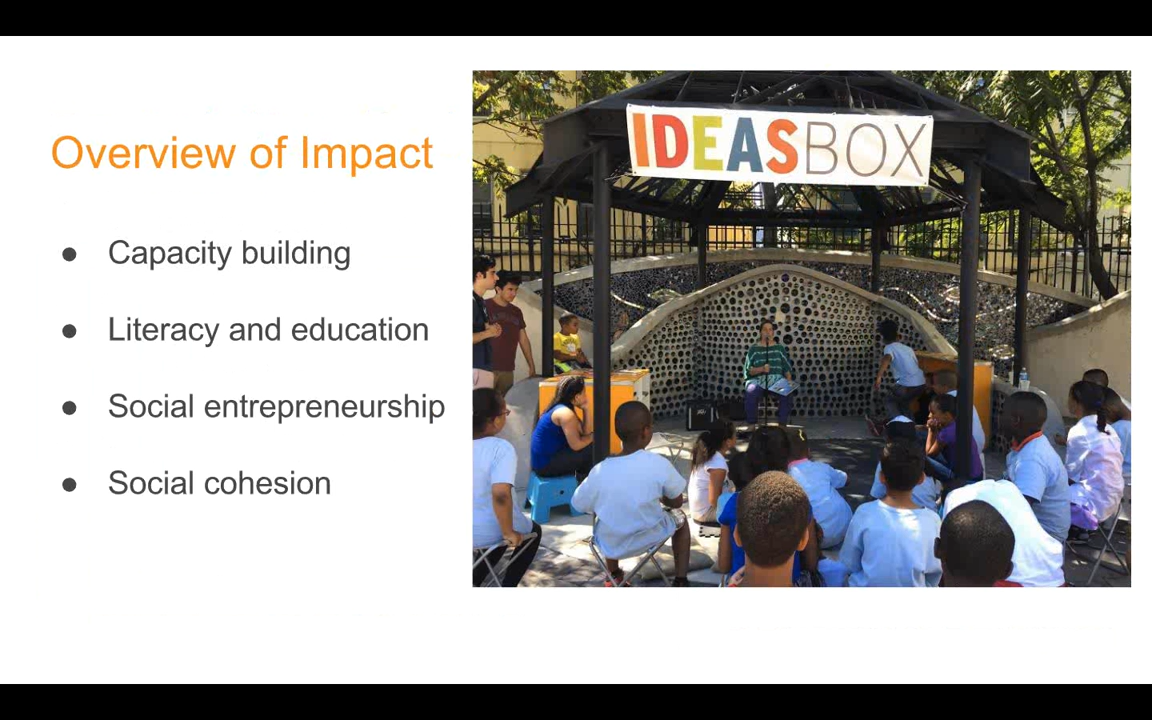 Overview of Impact
● Capacity building
● Literacy and education
● Social entrepreneurship
● Social cohesion
IDEASBOX